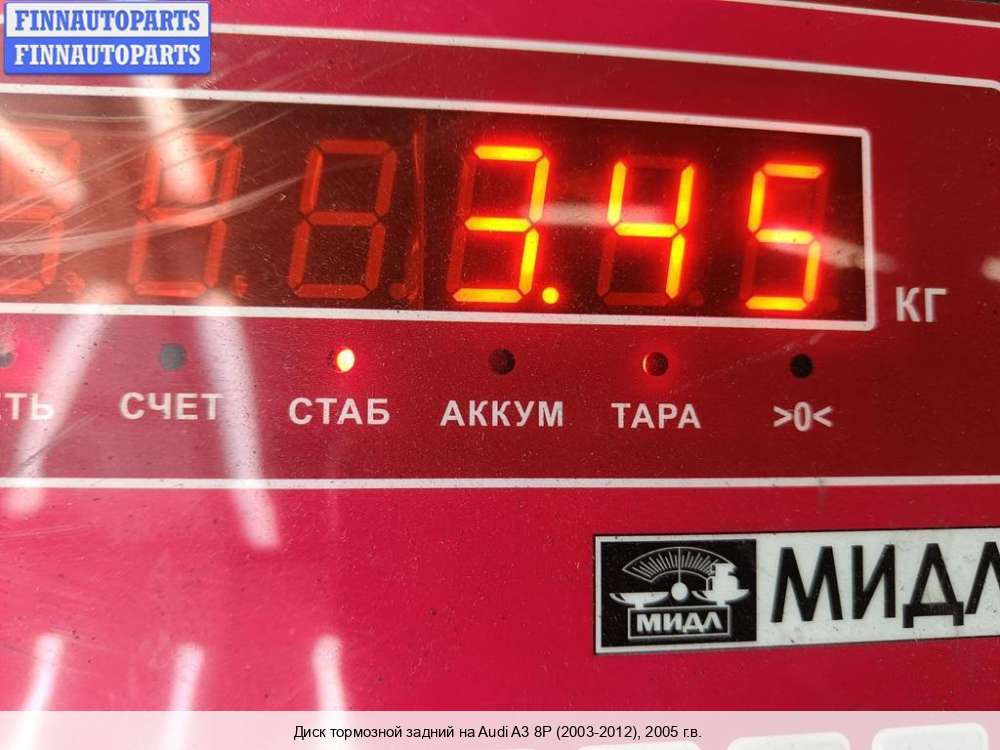 FINNAUTOPARTS
FINNAUTOPARTS
3.45
КГ
ЕТЬ СЧЕТ СТАБ АККУМ ТАРА >0<
МИДЛ
МИДЛ
Диск тормозной задний на Audi A3 8P (2003-2012), 2005 г.в.